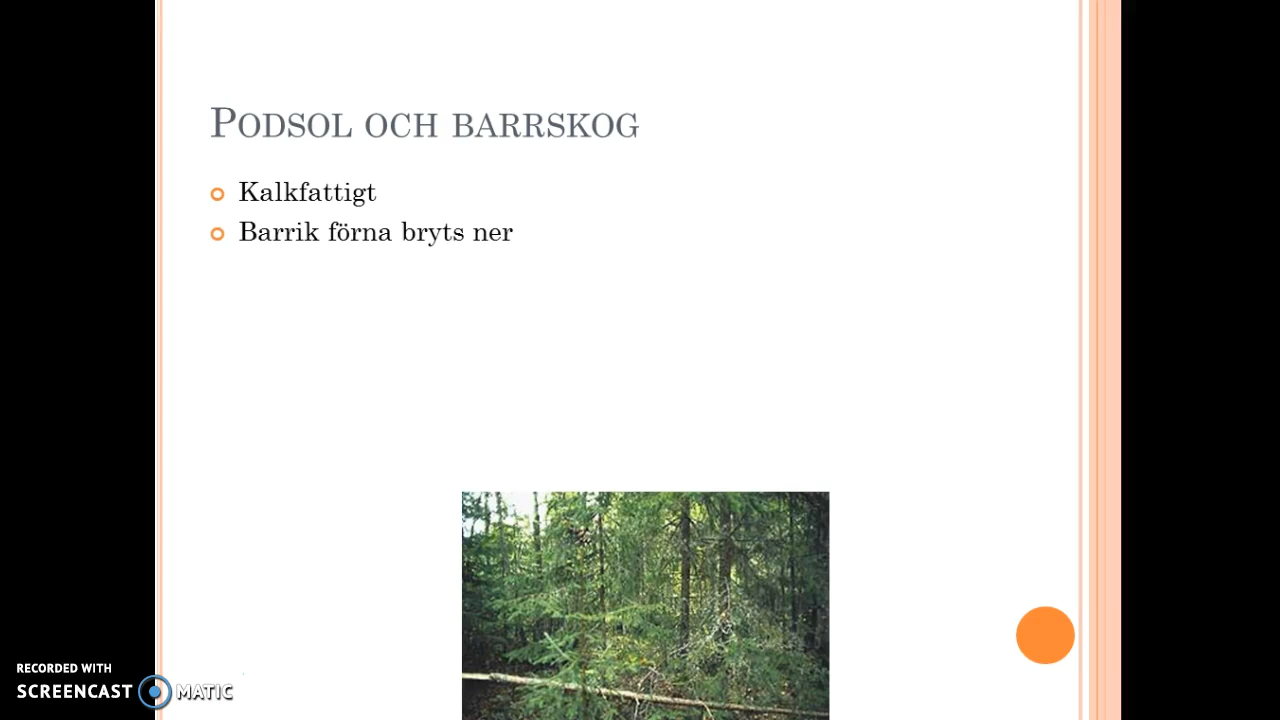 Podsol och barrskog
Kalkfattigt
Barrik förna bryts ner
RECORDED WITH
SCREENCAST MATIC